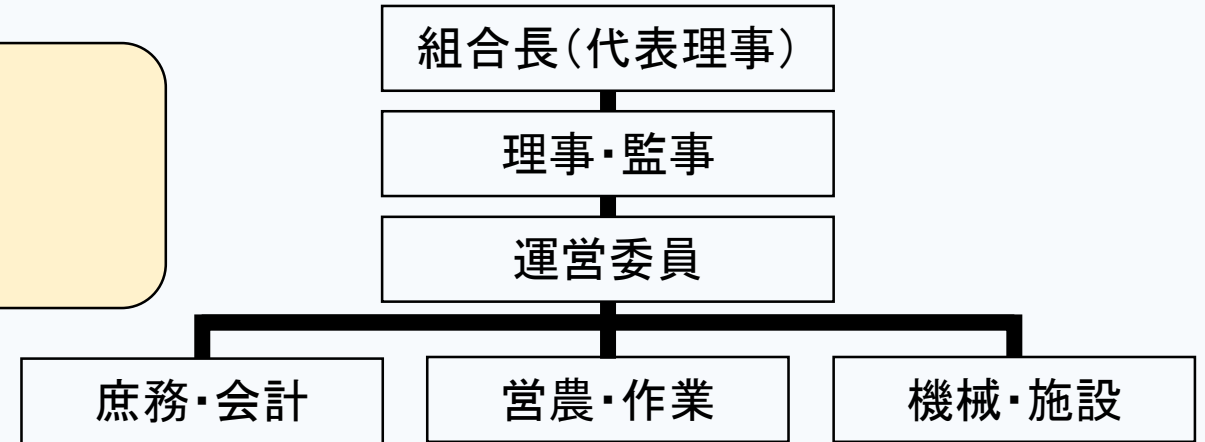 組合長（代表理事）
理事・監事
運営委員
庶務・会計
営農・作業
機械・施設